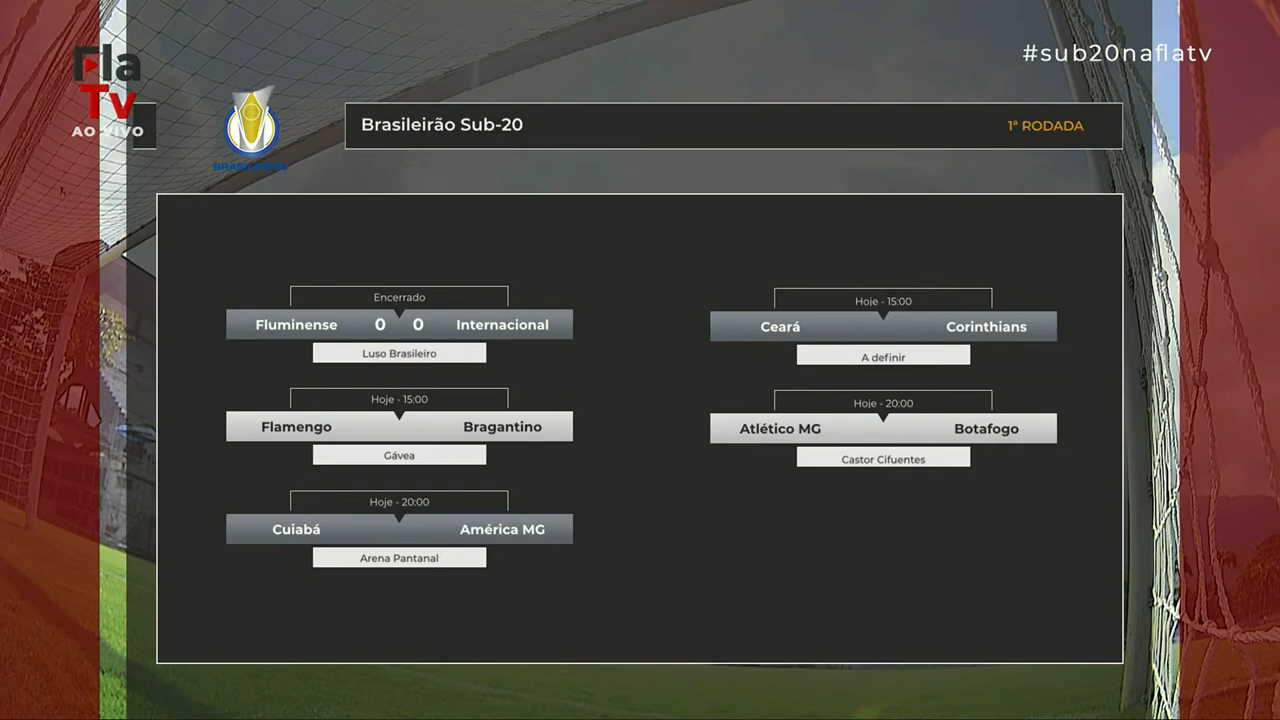 Fla
Tv
AO VIVO
#sub20naflatv
BRASILEIRÃO
Brasileirão Sub-20
1ª RODADA
Encerrado
Fluminense 0 0 Internacional
Luso Brasileiro
Hoje - 15:00
Flamengo Bragantino
Gávea
Hoje - 20:00
Cuiabá América MG
Arena Pantanal
Hoje - 15:00
Ceará Corinthians
A definir
Hoje - 20:00
Atlético MG Botafogo
Castor Cifuentes